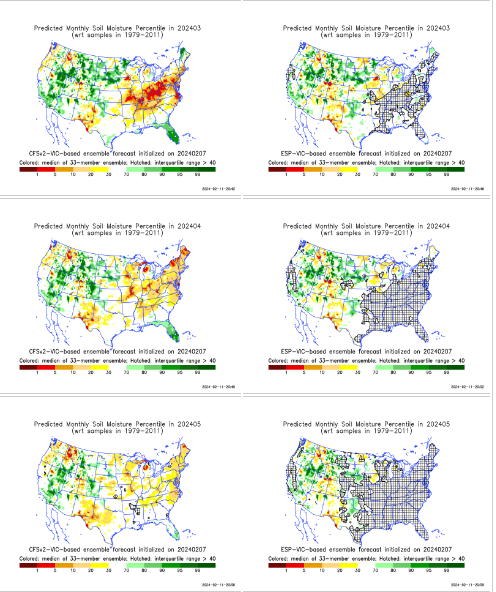 Predicted Monthly Soil Moisture Percentile in 202403
(wrt samples in 1979-2011)
CFSv2-VIC-based ensemble forecast initialized on 20240207
Colored: median of 33-member ensemble; Hatched: interquartile range > 40
1 5 10 20 30 70 80 90 95 99
Predicted Monthly Soil Moisture Percentile in 202403
(wrt samples in 1979-2011)
ESP-VIC-based ensemble forecast initialized on 20240207
Colored: median of 33-member ensemble; Hatched: interquartile range > 40
1 5 10 20 30 70 80 90 95 99
Predicted Monthly Soil Moisture Percentile in 202404
(wrt samples in 1979-2011)
CFSv2-VIC-based ensemble forecast initialized on 20240207
Colored: median of 33-member ensemble; Hatched: interquartile range > 40
1 5 10 20 30 70 80 90 95 99
Predicted Monthly Soil Moisture Percentile in 202404
(wrt samples in 1979-2011)
ESP-VIC-based ensemble forecast initialized on 20240207
Colored: median of 33-member ensemble; Hatched: interquartile range > 40
1 5 10 20 30 70 80 90 95 99
Predicted Monthly Soil Moisture Percentile in 202405
(wrt samples in 1979-2011)
CFSv2-VIC-based ensemble forecast initialized on 20240207
Colored: median of 33-member ensemble; Hatched: interquartile range > 40
1 5 10 20 30 70 80 90 95 99
Predicted Monthly Soil Moisture Percentile in 202405
(wrt samples in 1979-2011)
ESP-VIC-based ensemble forecast initialized on 20240207
Colored: median of 33-member ensemble; Hatched: interquartile range > 40
1 5 10 20 30 70 80 90 95 99